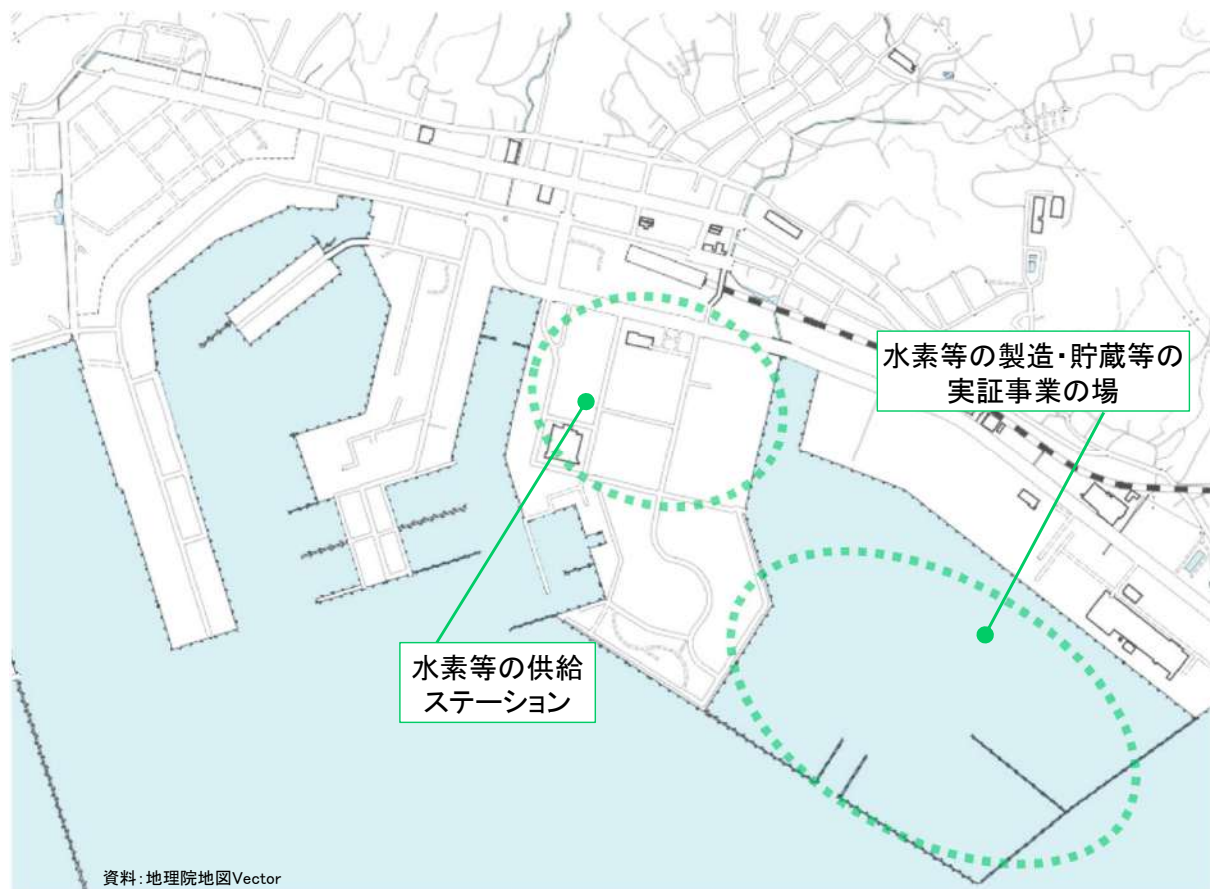 水素等の製造・貯蔵等の
実証事業の場
水素等の供給
ステーション
資料：地理院地図Vector